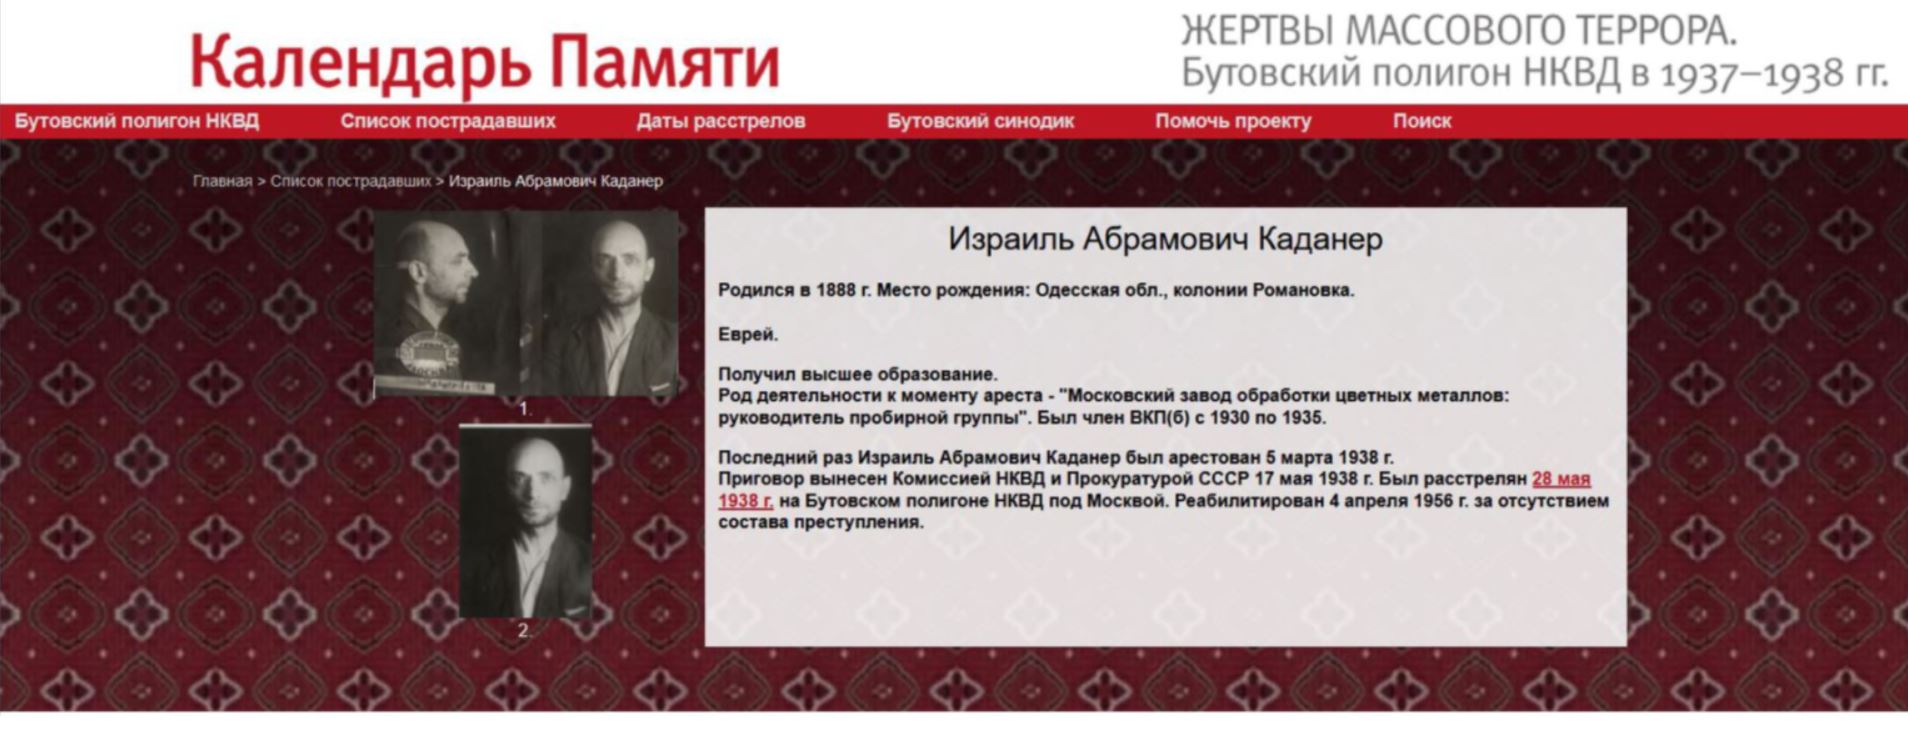 Календарь Памяти
ЖЕРТВЫ МАССОВОГО ТЕРРОРА.
Бутовский полигон НКВД в 1937–1938 гг.
Бутовский полигон НКВД Список пострадавших Даты расстрелов Бутовский синодик Помочь проекту Поиск
Главная > Список пострадавших > Израиль Абрамович Каданер
1.
2.
Израиль Абрамович Каданер
Родился в 1888 г. Место рождения: Одесская обл., колонии Романовка.
Еврей.
Получил высшее образование.
Род деятельности к моменту ареста - "Московский завод обработки цветных металлов:
руководитель пробирной группы". Был член ВКП(б) с 1930 по 1935.
Последний раз Израиль Абрамович Каданер был арестован 5 марта 1938 г.
Приговор вынесен Комиссией НКВД и Прокуратурой СССР 17 мая 1938 г. Был расстрелян 28 мая
1938 г. на Бутовском полигоне НКВД под Москвой. Реабилитирован 4 апреля 1956 г. за отсутствием
состава преступления.